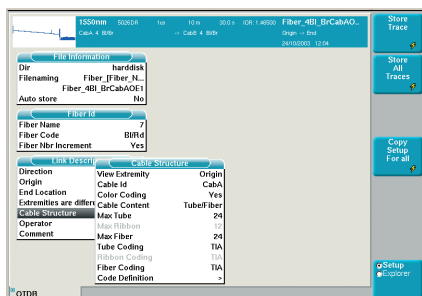 1550nm 5026DR 1us 10 m 30.0 s IOR: 1.46500 Fiber_4Bl_BrCabAO..
CabA 4 Bl/Br -> CabB 4 Bl/Br Origin -> End
24/10/2003 12:04
Store Trace
Store All Traces
Copy Setup For all
Setup
Explorer
File Information
Dir harddisk
Filenaming Fiber_[Fiber_N...
Fiber_4Bl_BrCabAOE1
Auto store No
Fiber Id
Fiber Name 7
Fiber Code Bl/Rd
Fiber Nbr Increment Yes
Link Descrip
Direction
Origin
End Location
Extremities are differe
Cable Structure
Operator
Comment
Cable Structure
View Extremity Origin
Cable Id CabA
Color Coding Yes
Cable Content Tube/Fiber
Max Tube 24
Max Ribbon 12
Max Fiber 24
Tube Coding TIA
Ribbon Coding TIA
Fiber Coding TIA
Code Definition >
OTDR